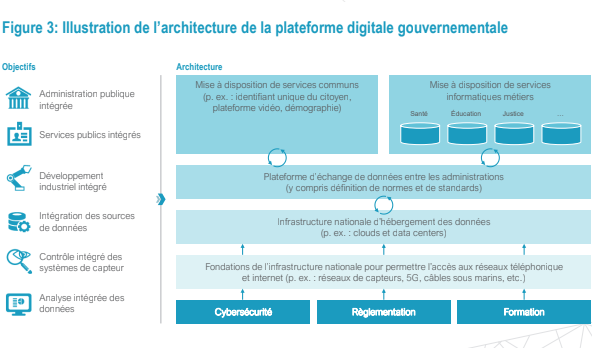 Figure 3: Illustration de l'architecture de la plateforme digitale gouvernementale
Objectifs
Administration publique
intégrée
Services publics intégrés
Développement
industriel intégré
Intégration des sources
de données
Contrôle intégré des
systèmes de capteur
Analyse intégrée des
données
Architecture
Mise à disposition de services communs
(p. ex. : identifiant unique du citoyen,
plateforme vidéo, démographie)
Mise à disposition de services
informatiques métiers
Santé
Éducation
Justice
...
Plateforme d'échange de données entre les administrations
(y compris définition de normes et de standards)
Infrastructure nationale d'hébergement des données
(p. ex. : clouds et data centers)
Fondations de l'infrastructure nationale pour permettre l'accès aux réseaux téléphonique
et internet (p. ex. : réseaux de capteurs, 5G, câbles sous marins, etc.)
Cybersécurité
Règlementation
Formation